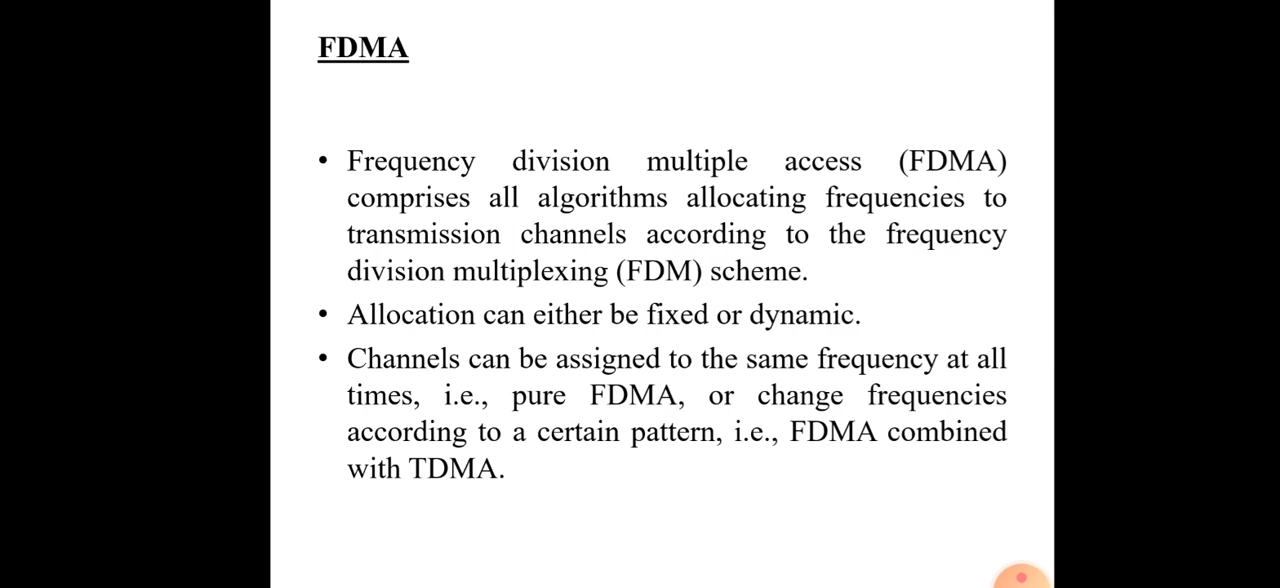 FDMA
• Frequency division multiple access (FDMA)
comprises all algorithms allocating frequencies to
transmission channels according to the frequency
division multiplexing (FDM) scheme.
• Allocation can either be fixed or dynamic.
• Channels can be assigned to the same frequency at all
times, i.e., pure FDMA, or change frequencies
according to a certain pattern, i.e., FDMA combined
with TDMA.